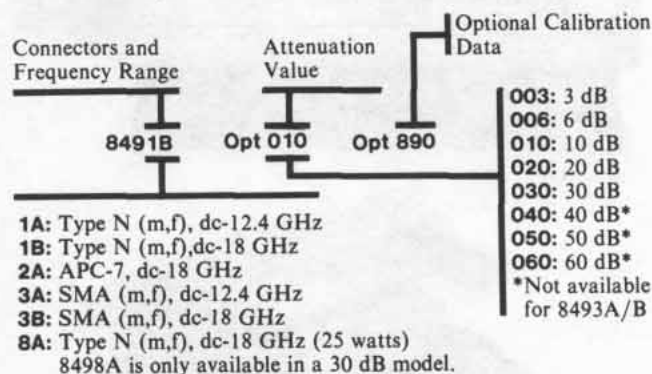 Optional Calibration
Data
Connectors and
Frequency Range
Attenuation
Value
8491B Opt 010 Opt 890
003: 3 dB
006: 6 dB
010: 10 dB
020: 20 dB
030: 30 dB
040: 40 dB*
050: 50 dB*
060: 60 dB*
*Not available
for 8493A/B
1A: Type N (m,f), dc-12.4 GHz
1B: Type N (m,f),dc-18 GHz
2A: APC-7, dc-18 GHz
3A: SMA (m,f), dc-12.4 GHz
3B: SMA (m,f), dc-18 GHz
8A: Type N (m,f), dc-18 GHz (25 watts)
8498A is only available in a 30 dB model.